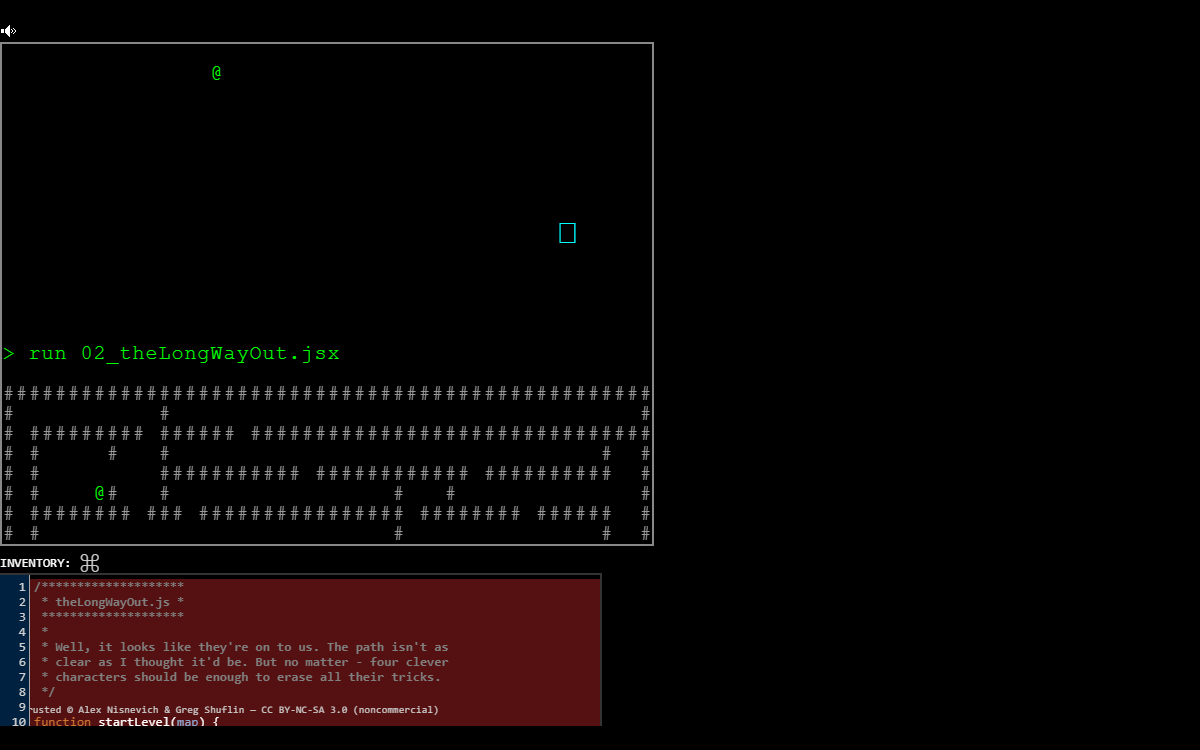 @
> run 02_theLongWayOut.jsx
##################################################
#           #                                    #
# ######### ###### ###############################
# #     #   #                                 #  #
# #         ########### ############ ##########  #
# #    @#   #                 #   #              #
# ######## ### ################ ######## ######  #
# #                           #               #  #
INVENTORY: ⌘
1 /********************
2 * theLongWayOut.js *
3 ********************
4 *
5 * Well, it looks like they're on to us. The path isn't as
6 * clear as I thought it'd be. But no matter - four clever
7 * characters should be enough to erase all their tricks.
8 */
9
rusted © Alex Nisnevich & Greg Shuflin — CC BY-NC-SA 3.0 (noncommercial)
10 function startLevel(map) {